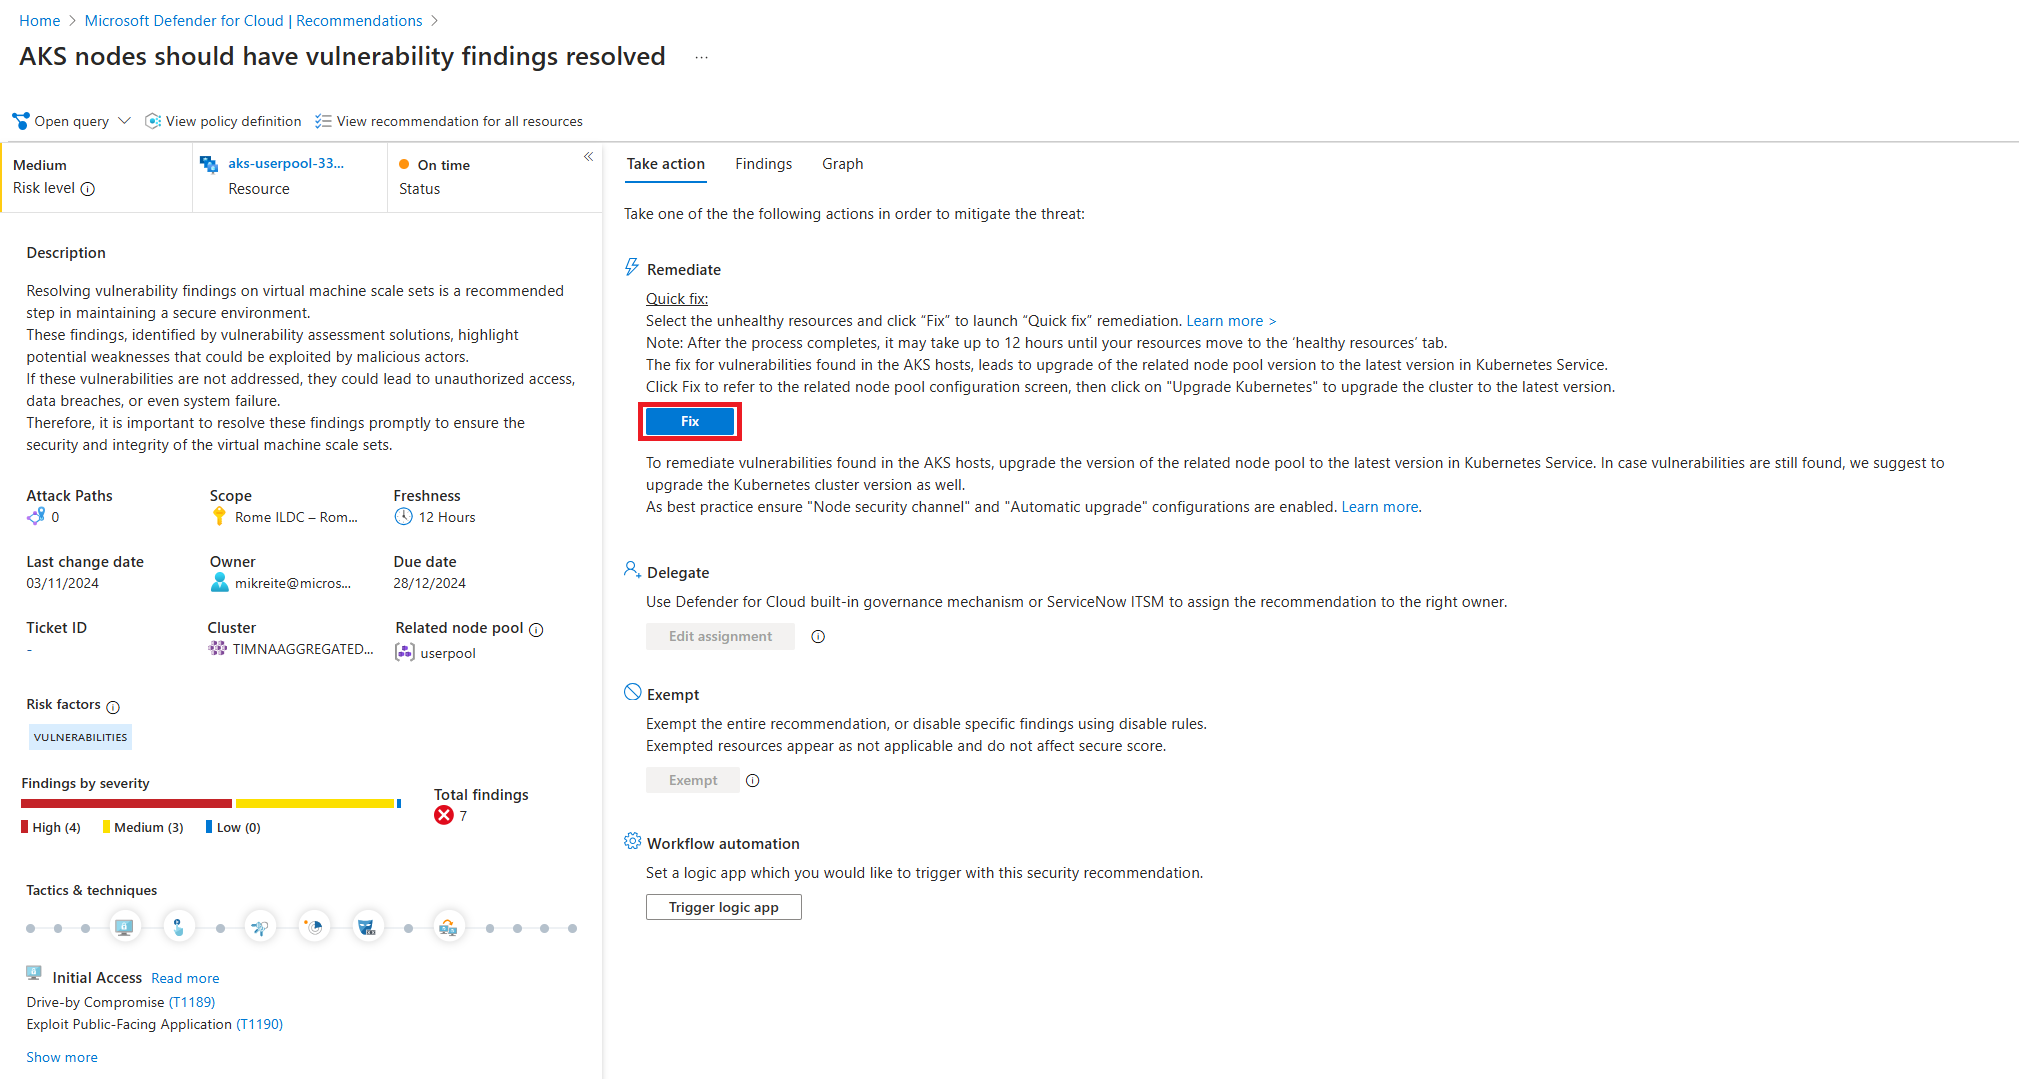 Home > Microsoft Defender for Cloud | Recommendations >
AKS nodes should have vulnerability findings resolved ...
Open query View policy definition View recommendation for all resources
Medium
Risk level
aks-userpool-33...
Resource
On time
Status
«
Description
Resolving vulnerability findings on virtual machine scale sets is a recommended
step in maintaining a secure environment.
These findings, identified by vulnerability assessment solutions, highlight
potential weaknesses that could be exploited by malicious actors.
If these vulnerabilities are not addressed, they could lead to unauthorized access,
data breaches, or even system failure.
Therefore, it is important to resolve these findings promptly to ensure the
security and integrity of the virtual machine scale sets.
Attack Paths
0
Scope
Rome ILDC – Rom...
Freshness
12 Hours
Last change date
03/11/2024
Owner
mikreite@micros...
Due date
28/12/2024
Ticket ID
-
Cluster
TIMNAAGGREGATED...
Related node pool
userpool
Risk factors
VULNERABILITIES
Findings by severity
High (4) Medium (3) Low (0)
Total findings
7
Tactics & techniques
Initial Access Read more
Drive-by Compromise (T1189)
Exploit Public-Facing Application (T1190)
Show more
Take action Findings Graph
Take one of the the following actions in order to mitigate the threat:
Remediate
Quick fix:
Select the unhealthy resources and click “Fix” to launch “Quick fix” remediation. Learn more >
Note: After the process completes, it may take up to 12 hours until your resources move to the ‘healthy resources’ tab.
The fix for vulnerabilities found in the AKS hosts, leads to upgrade of the related node pool version to the latest version in Kubernetes Service.
Click Fix to refer to the related node pool configuration screen, then click on "Upgrade Kubernetes" to upgrade the cluster to the latest version.
Fix
To remediate vulnerabilities found in the AKS hosts, upgrade the version of the related node pool to the latest version in Kubernetes Service. In case vulnerabilities are still found, we suggest to
upgrade the Kubernetes cluster version as well.
As best practice ensure "Node security channel" and "Automatic upgrade" configurations are enabled. Learn more.
Delegate
Use Defender for Cloud built-in governance mechanism or ServiceNow ITSM to assign the recommendation to the right owner.
Edit assignment
Exempt
Exempt the entire recommendation, or disable specific findings using disable rules.
Exempted resources appear as not applicable and do not affect secure score.
Exempt
Workflow automation
Set a logic app which you would like to trigger with this security recommendation.
Trigger logic app